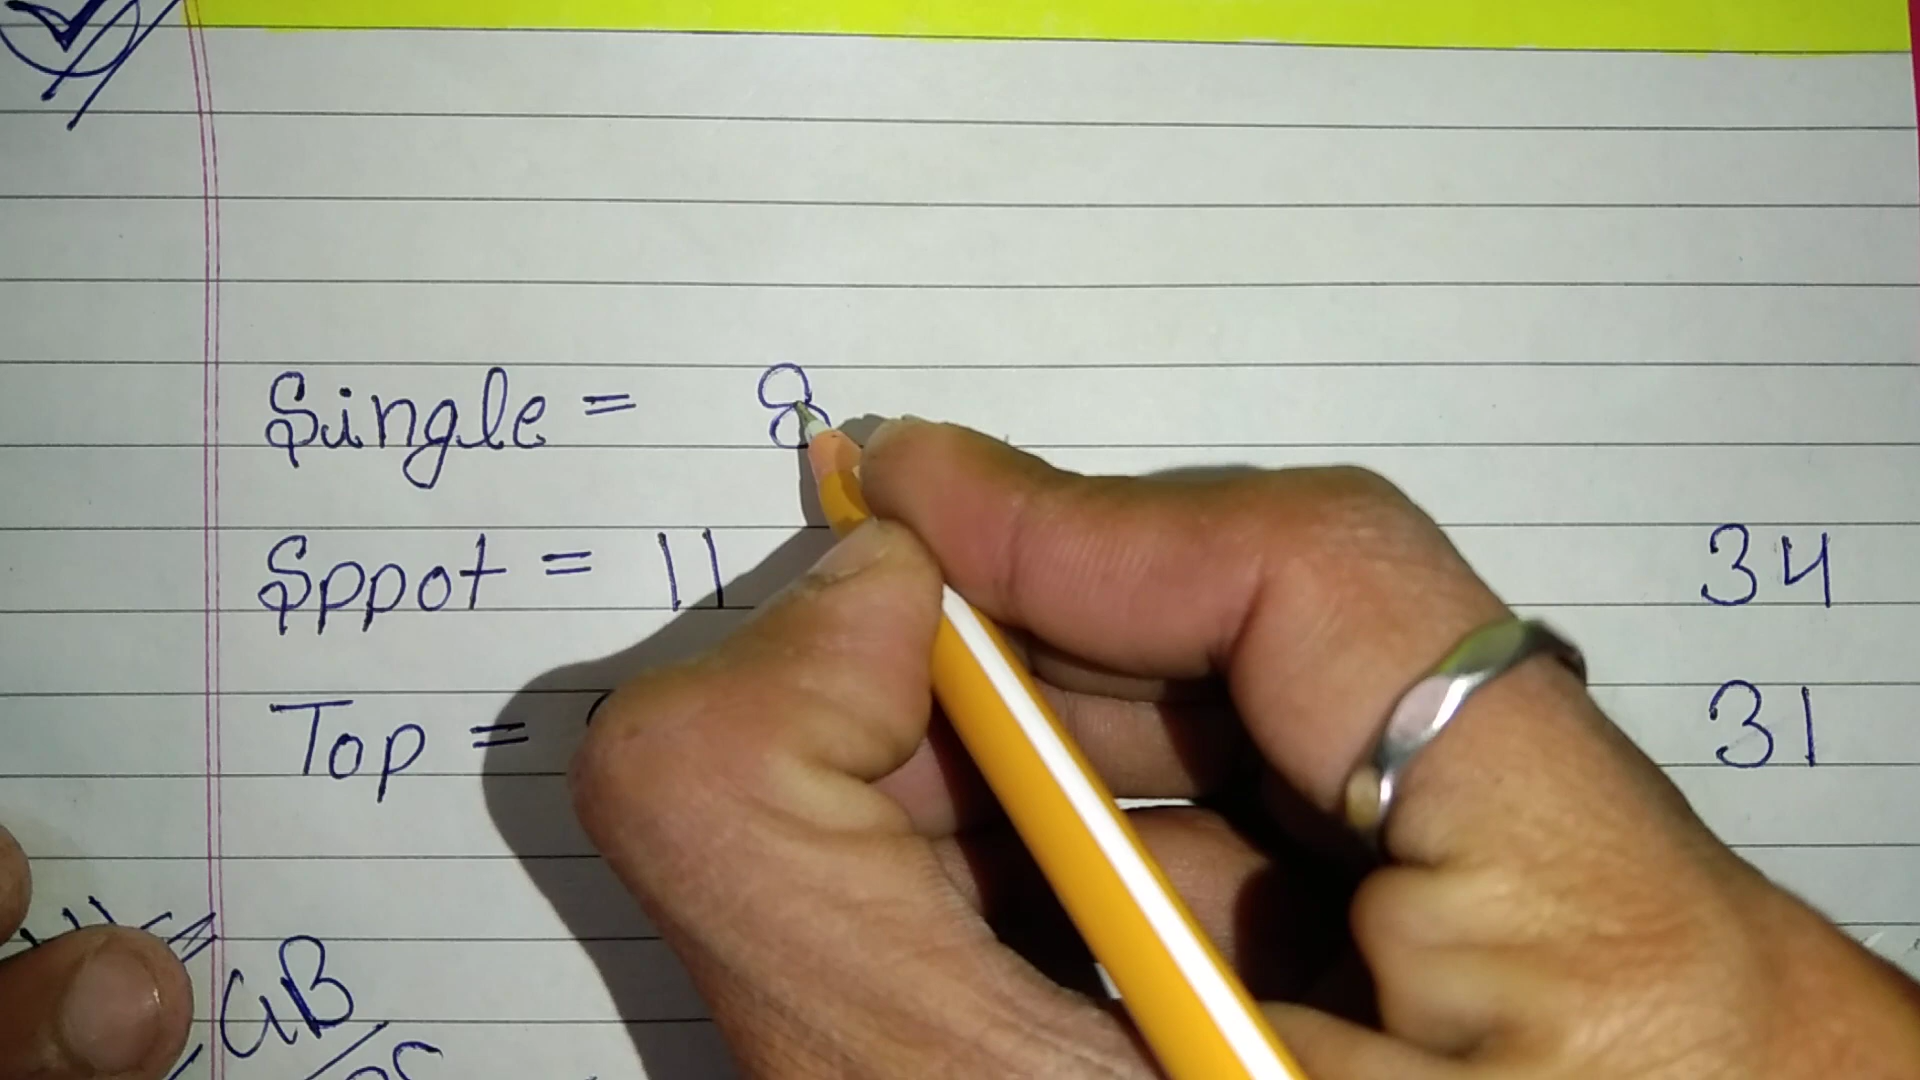 Single = 8
Sppot = 11 34
Top = 31
GB